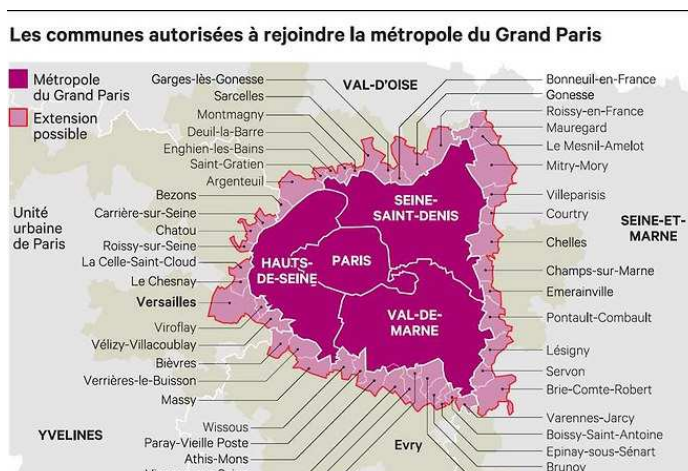 Les communes autorisées à rejoindre la métropole du Grand Paris
Métropole
du Grand Paris
Extension
possible
Unité
urbaine
de Paris
VAL-D'OISE
Garges-lès-Gonesse
Sarcelles
Montmagny
Deuil-la-Barre
Enghien-les-Bains
Saint-Gratien
Argenteuil
Bezons
Carrière-sur-Seine
Chatou
Roissy-sur-Seine
La Celle-Saint-Cloud
Le Chesnay
Versailles
Viroflay
Vélizy-Villacoublay
Bièvres
Verrières-le-Buisson
Massy
Wissous
Paray-Vieille Poste
Athis-Mons
YVELINES
SEINE-
SAINT-DENIS
PARIS
HAUTS-
DE-SEINE
VAL-DE-
MARNE
Evry
Bonneuil-en-France
Gonesse
Roissy-en-France
Mauregard
Le Mesnil-Amelot
Mitry-Mory
Villeparisis
Courtry
SEINE-ET-
MARNE
Chelles
Champs-sur-Marne
Emerainville
Pontault-Combault
Lésigny
Servon
Brie-Comte-Robert
Varennes-Jarcy
Boissy-Saint-Antoine
Epinay-sous-Sénart
Brunoy